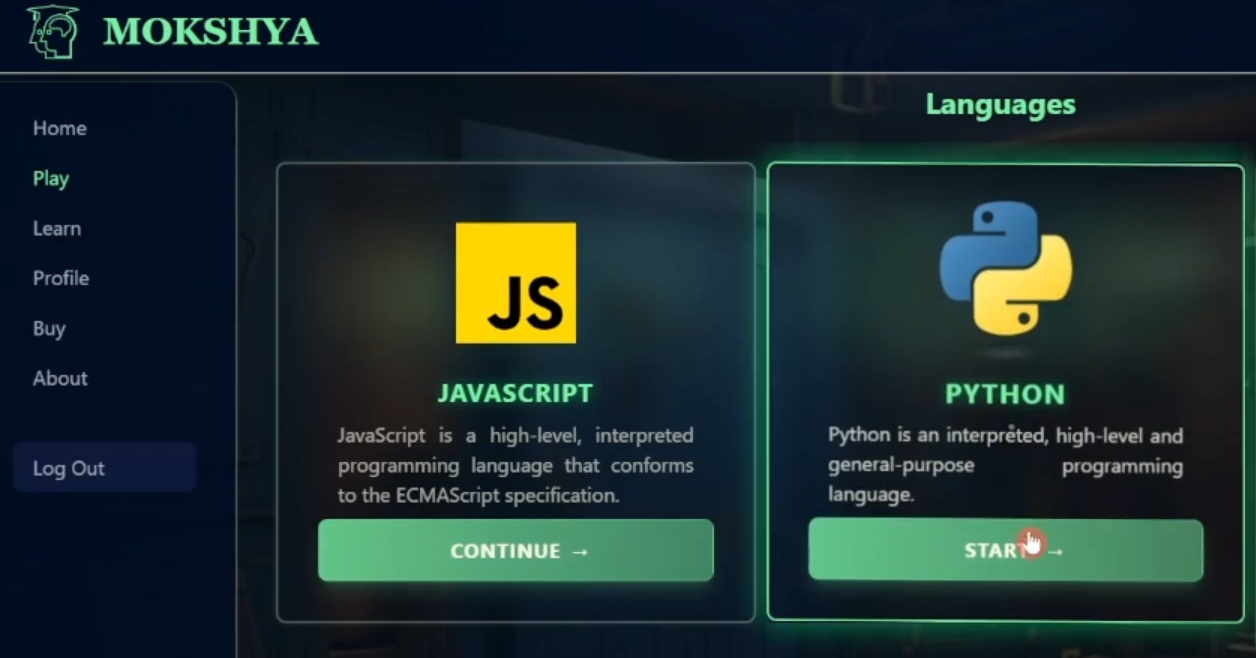 MOKSHYA
Home
Play
Learn
Profile
Buy
About
Log Out
Languages
JS
JAVASCRIPT
JavaScript is a high-level, interpreted
programming language that conforms
to the ECMAScript specification.
CONTINUE →
PYTHON
Python is an interpreted, high-level and
general-purpose programming
language.
START →